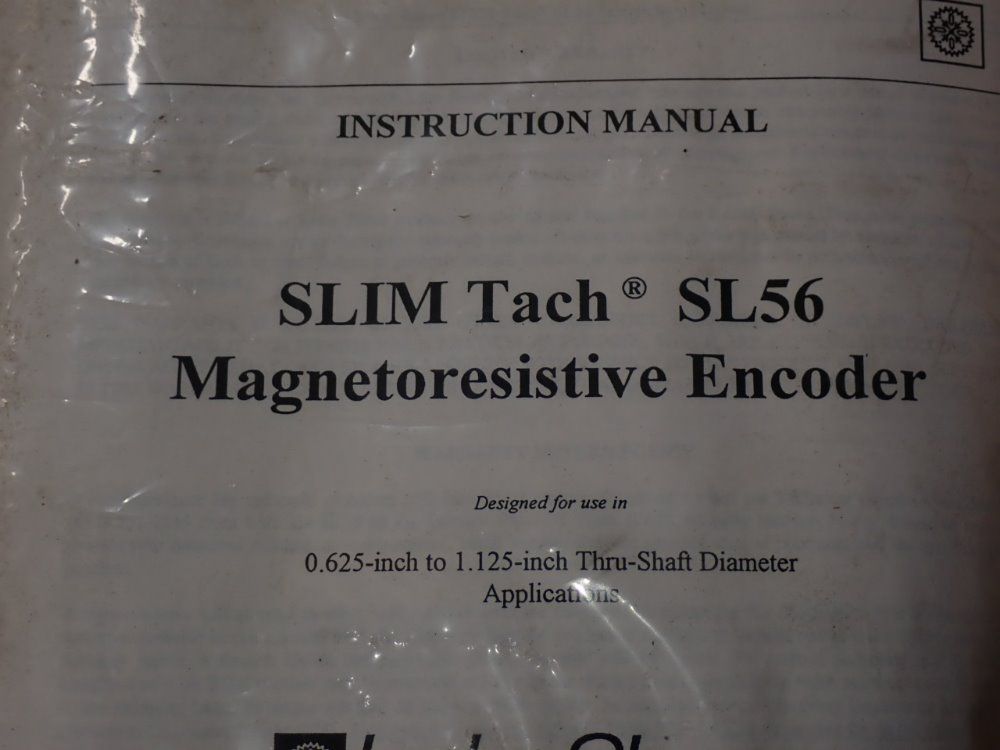 INSTRUCTION MANUAL
SLIM Tach® SL56
Magnetoresistive Encoder
Designed for use in
0.625-inch to 1.125-inch Thru-Shaft Diameter
Applications